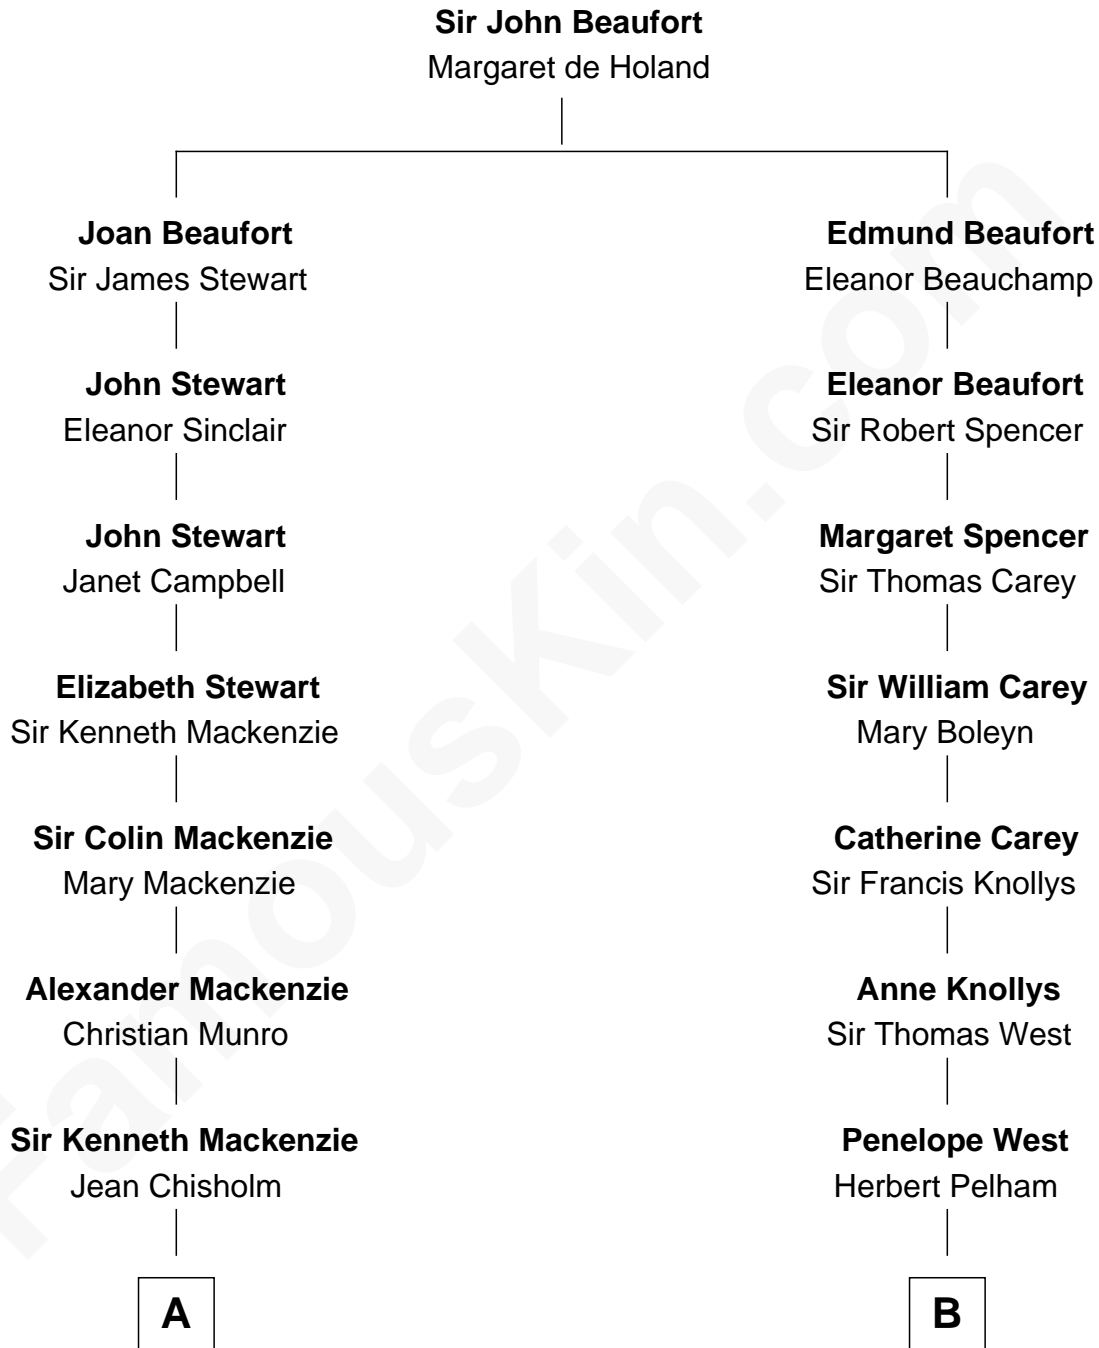 Sir John Beaufort
Margaret de Holand
Joan Beaufort
Sir James Stewart
Edmund Beaufort
Eleanor Beauchamp
John Stewart
Eleanor Sinclair
Eleanor Beaufort
Sir Robert Spencer
John Stewart
Janet Campbell
Margaret Spencer
Sir Thomas Carey
Elizabeth Stewart
Sir Kenneth Mackenzie
Sir William Carey
Mary Boleyn
Sir Colin Mackenzie
Mary Mackenzie
Catherine Carey
Sir Francis Knollys
Alexander Mackenzie
Christian Munro
Anne Knollys
Sir Thomas West
Sir Kenneth Mackenzie
Jean Chisholm
Penelope West
Herbert Pelham
A
B
FamousKin.com